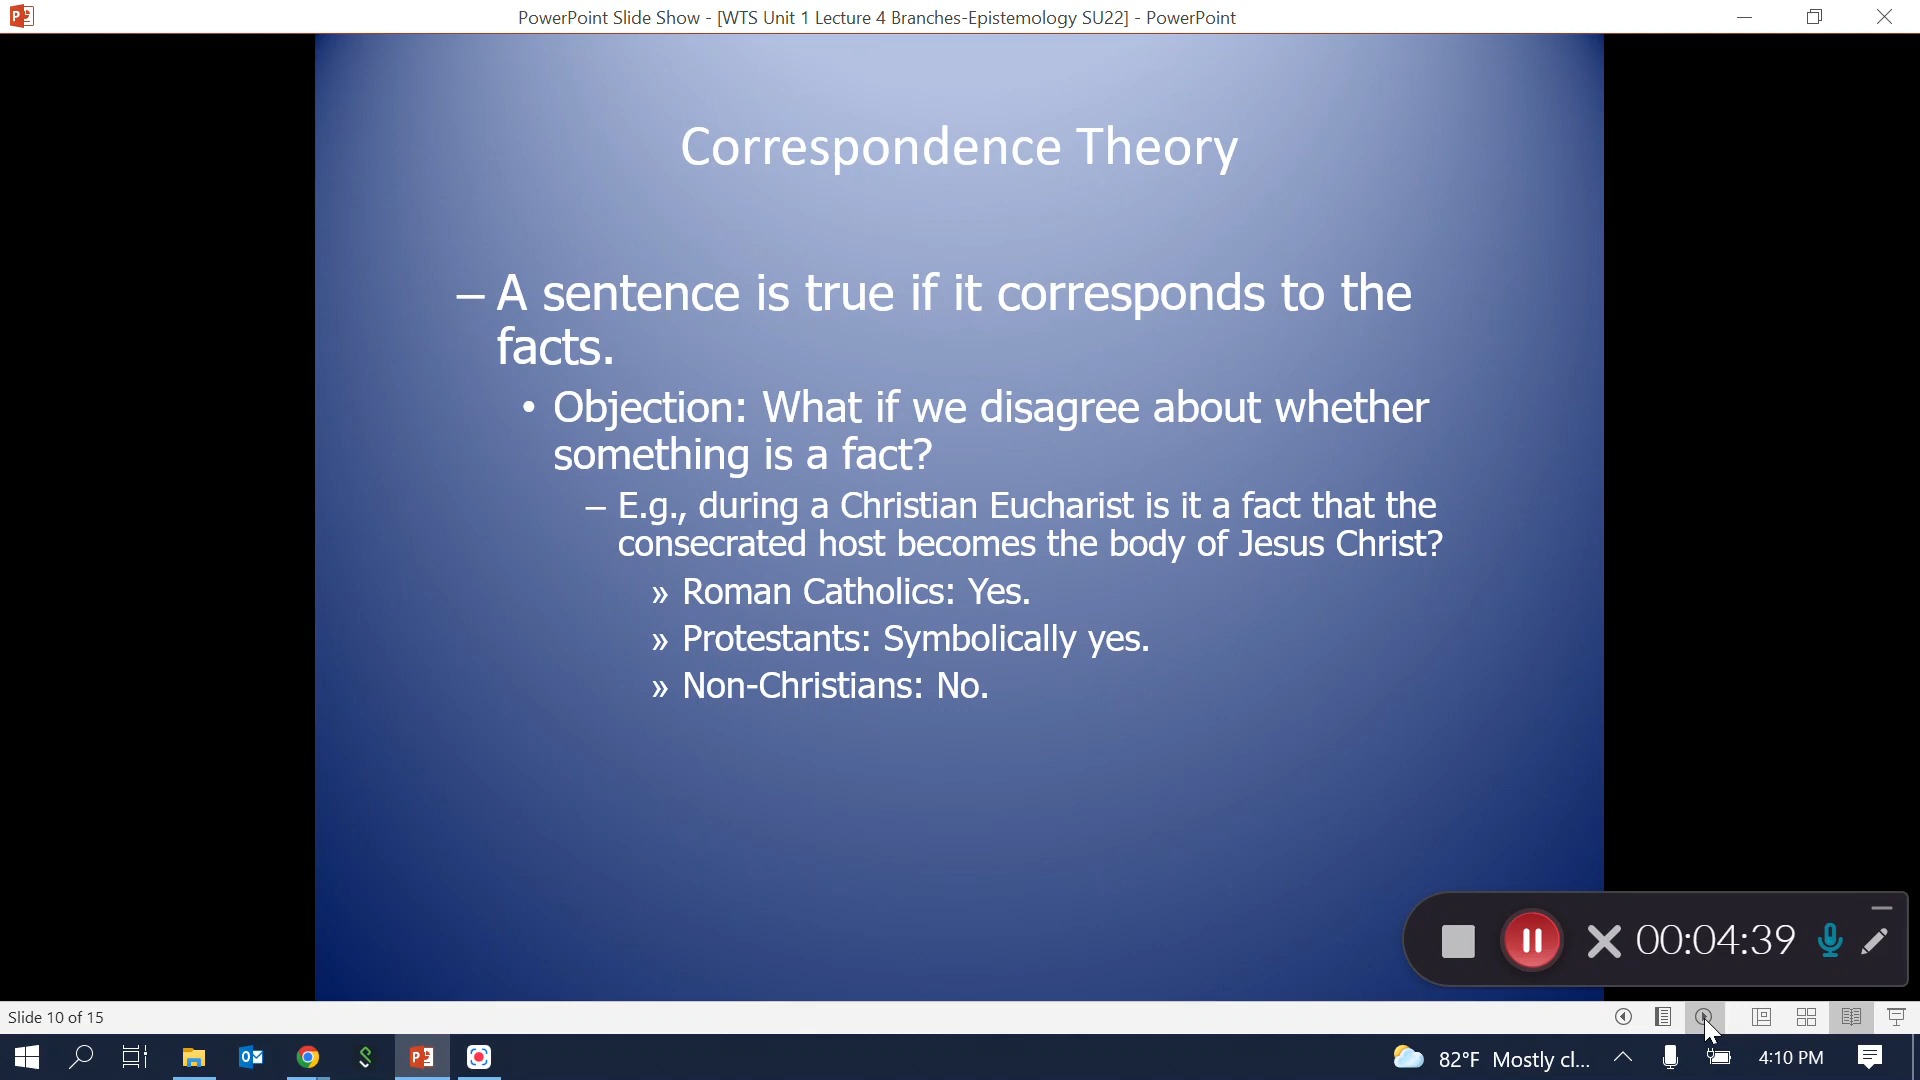 PowerPoint Slide Show - [WTS Unit 1 Lecture 4 Branches-Epistemology SU22] - PowerPoint
Correspondence Theory
– A sentence is true if it corresponds to the
facts.
• Objection: What if we disagree about whether
something is a fact?
– E.g., during a Christian Eucharist is it a fact that the
consecrated host becomes the body of Jesus Christ?
» Roman Catholics: Yes.
» Protestants: Symbolically yes.
» Non-Christians: No.
00:04:39
Slide 10 of 15
82°F Mostly cl... 4:10 PM